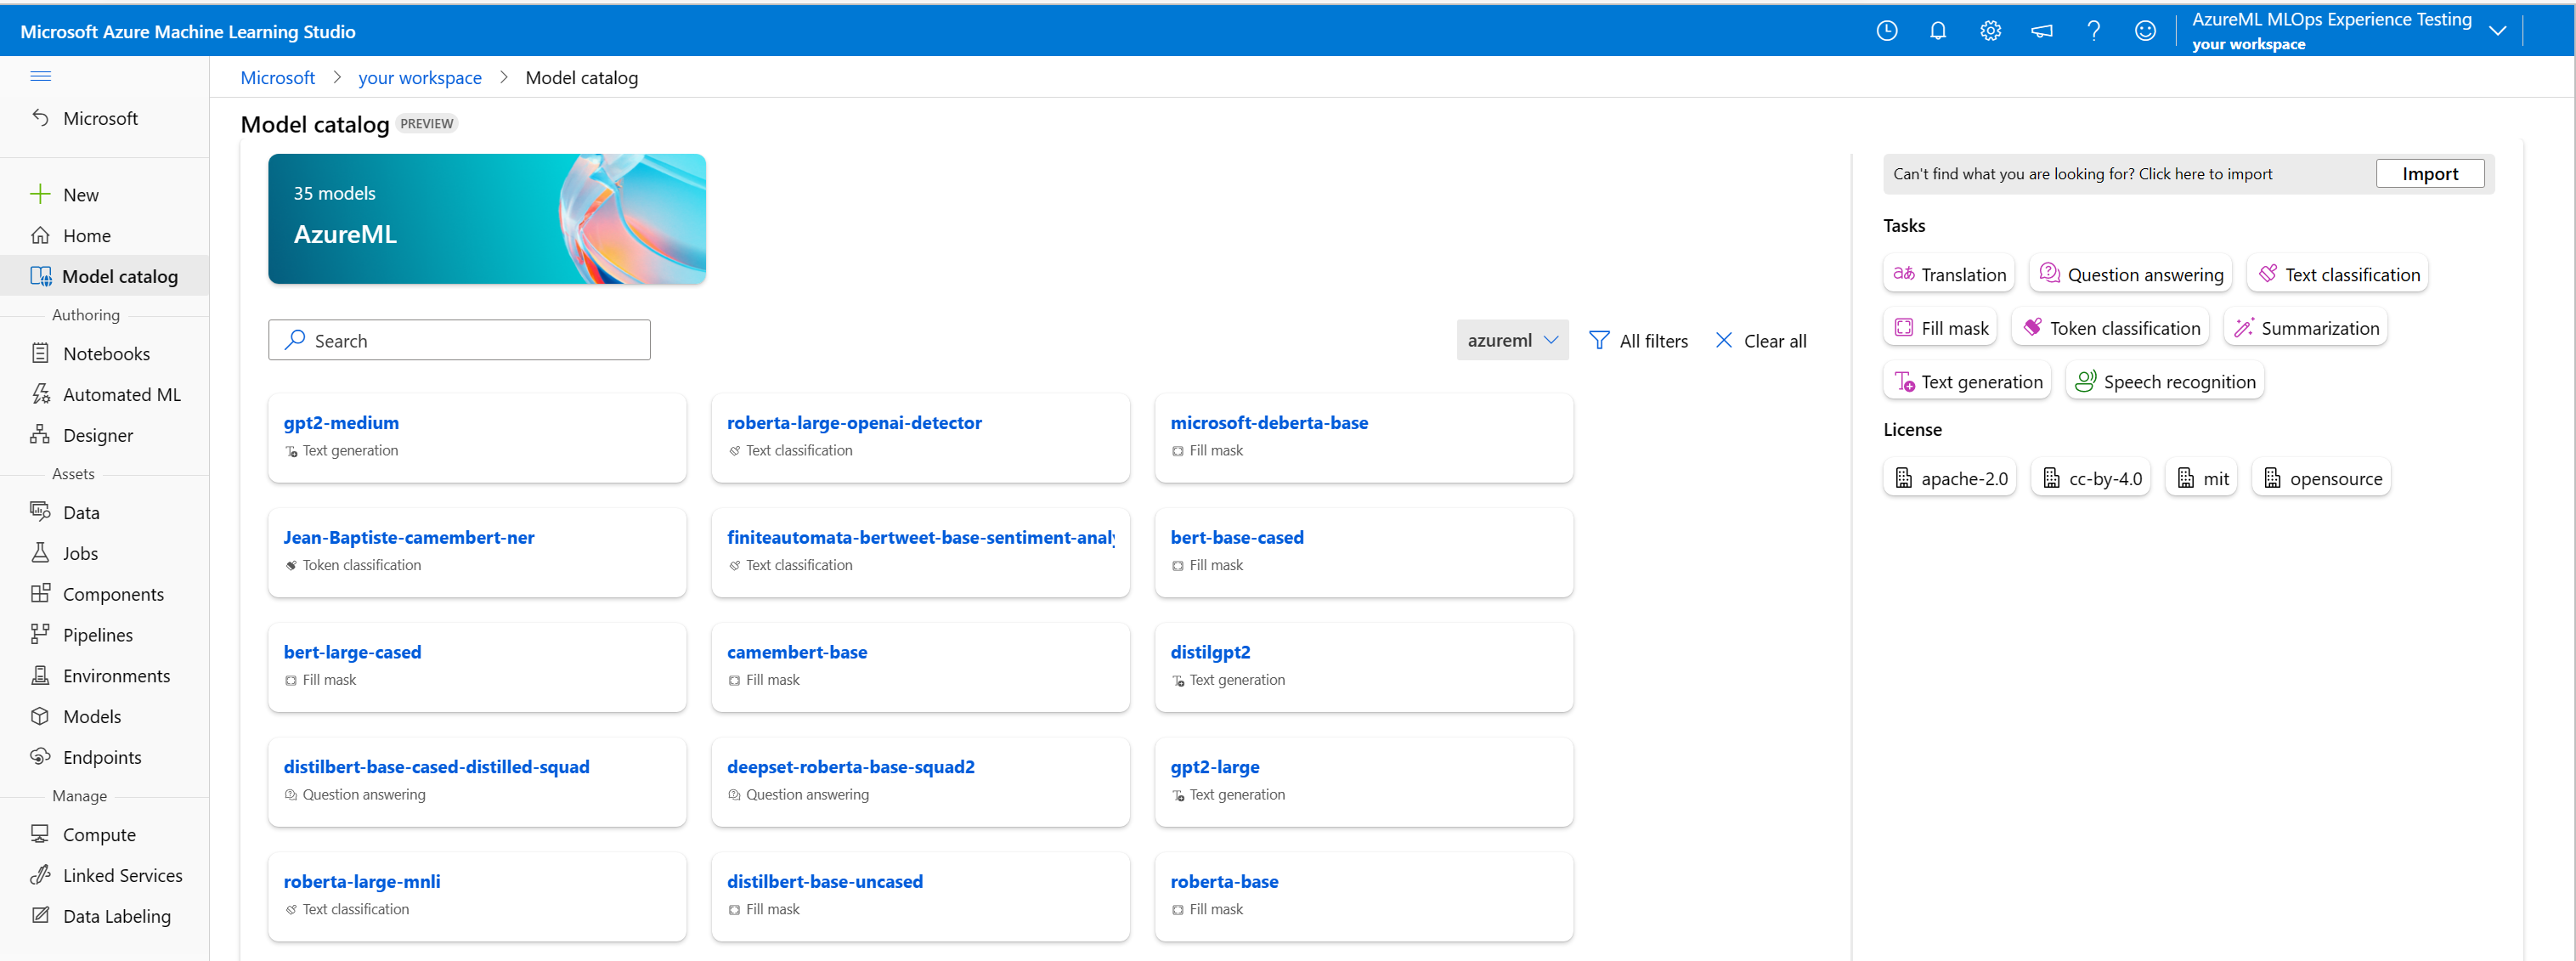 Microsoft Azure Machine Learning Studio
AzureML MLOps Experience Testing
your workspace
Microsoft > your workspace > Model catalog
Microsoft
New
Home
Model catalog
Authoring
Notebooks
Automated ML
Designer
Assets
Data
Jobs
Components
Pipelines
Environments
Models
Endpoints
Manage
Compute
Linked Services
Data Labeling
Model catalog PREVIEW
35 models
AzureML
Search
azureml All filters Clear all
gpt2-medium
Text generation
roberta-large-openai-detector
Text classification
microsoft-deberta-base
Fill mask
Jean-Baptiste-camembert-ner
Token classification
finiteautomata-bertweet-base-sentiment-anal
Text classification
bert-base-cased
Fill mask
bert-large-cased
Fill mask
camembert-base
Fill mask
distilgpt2
Text generation
distilbert-base-cased-distilled-squad
Question answering
deepset-roberta-base-squad2
Question answering
gpt2-large
Text generation
roberta-large-mnli
Text classification
distilbert-base-uncased
Fill mask
roberta-base
Fill mask
Can't find what you are looking for? Click here to import Import
Tasks
Translation Question answering Text classification
Fill mask Token classification Summarization
Text generation Speech recognition
License
apache-2.0 cc-by-4.0 mit opensource